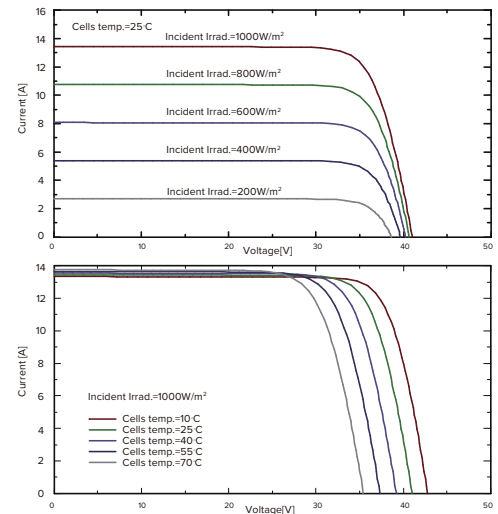 16
14
12
10
8
6
4
2
0
Current [A]
Cells temp.=25·C
Incident Irrad.=1000W/m²
Incident Irrad.=800W/m²
Incident Irrad.=600W/m²
Incident Irrad.=400W/m²
Incident Irrad.=200W/m²
0 10 20 30 40 50
Voltage[V]
14
12
10
8
6
4
2
0
Current [A]
Incident Irrad.=1000W/m²
Cells temp.=10·C
Cells temp.=25·C
Cells temp.=40·C
Cells temp.=55·C
Cells temp.=70·C
0 10 20 30 40 50
Voltage[V]